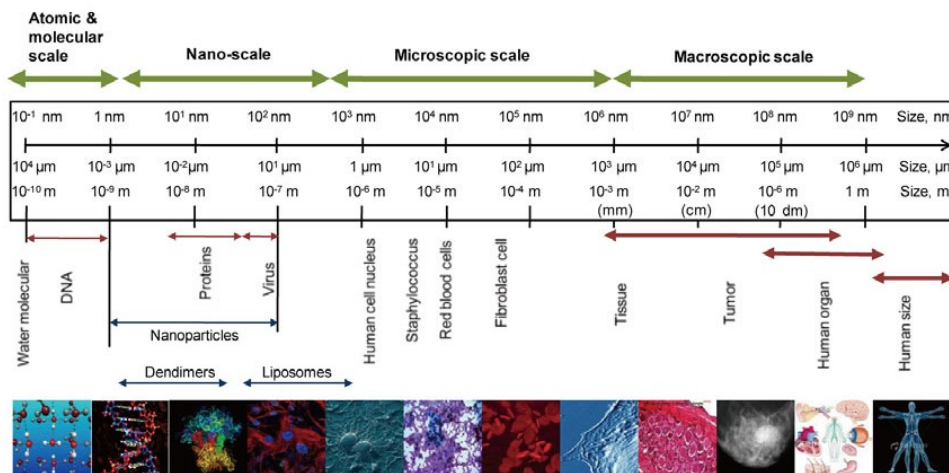 Atomic &
molecular
scale
Nano-scale
Microscopic scale
Macroscopic scale
10⁻¹ nm 1 nm 10¹ nm 10² nm 10³ nm 10⁴ nm 10⁵ nm 10⁶ nm 10⁷ nm 10⁸ nm 10⁹ nm Size, nm
10⁴ µm 10⁻³ µm 10⁻² µm 10¹ µm 1 µm 10¹ µm 10² µm 10³ µm 10⁴ µm 10⁵ µm 10⁶ µm Size, µm
10⁻¹⁰ m 10⁻⁹ m 10⁻⁸ m 10⁻⁷ m 10⁻⁶ m 10⁻⁵ m 10⁻⁴ m 10⁻³ m 10⁻² m 10⁻⁶ m 1 m Size, m
(mm) (cm) (10 dm)
Water molecular
DNA
Proteins
Virus
Human cell nucleus
Staphylococcus
Red blood cells
Fibroblast cell
Tissue
Tumor
Human organ
Human size
Nanoparticles
Dendimers
Liposomes